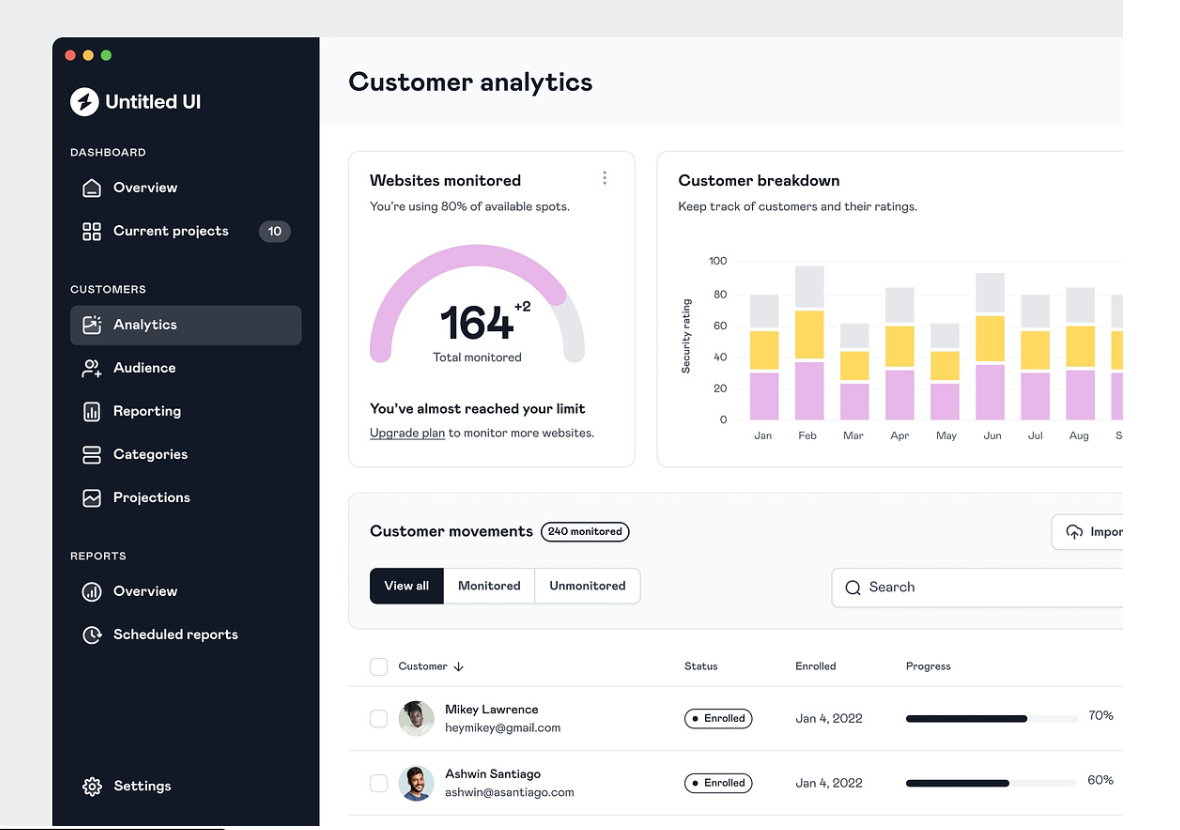 Untitled UI
DASHBOARD
Overview
Current projects 10
CUSTOMERS
Analytics
Audience
Reporting
Categories
Projections
REPORTS
Overview
Scheduled reports
Settings
Customer analytics
Websites monitored
You're using 80% of available spots.
164 +2
Total monitored
You've almost reached your limit
Upgrade plan to monitor more websites.
Customer breakdown
Keep track of customers and their ratings.
Security rating
100
80
60
40
20
0
Jan Feb Mar Apr May Jun Jul Aug S
Customer movements 240 monitored
Impor
View all Monitored Unmonitored
Search
Customer Status Enrolled Progress
Mikey Lawrence
heymikey@gmail.com
Enrolled Jan 4, 2022 70%
Ashwin Santiago
ashwin@asantiago.com
Enrolled Jan 4, 2022 60%